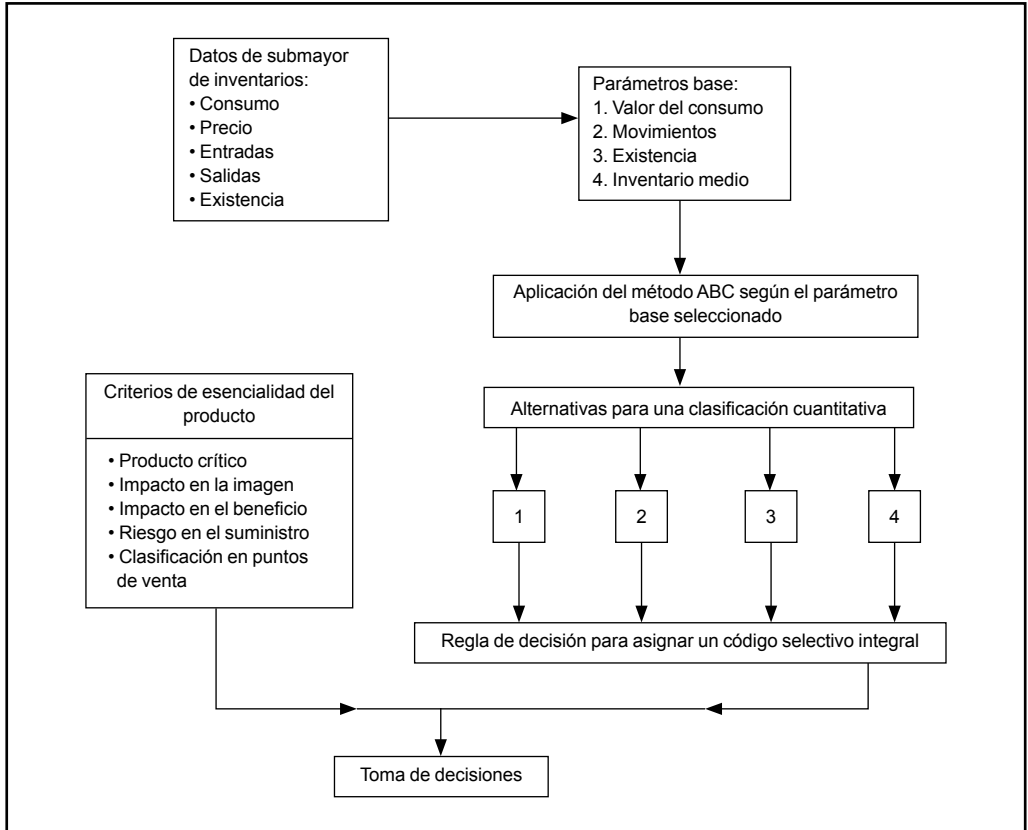 Datos de submayor
de inventarios:
• Consumo
• Precio
• Entradas
• Salidas
• Existencia
Parámetros base:
1. Valor del consumo
2. Movimientos
3. Existencia
4. Inventario medio
Aplicación del método ABC según el parámetro
base seleccionado
Alternativas para una clasificación cuantitativa
1
2
3
4
Criterios de esencialidad del
producto
• Producto crítico
• Impacto en la imagen
• Impacto en el beneficio
• Riesgo en el suministro
• Clasificación en puntos
de venta
Regla de decisión para asignar un código selectivo integral
Toma de decisiones